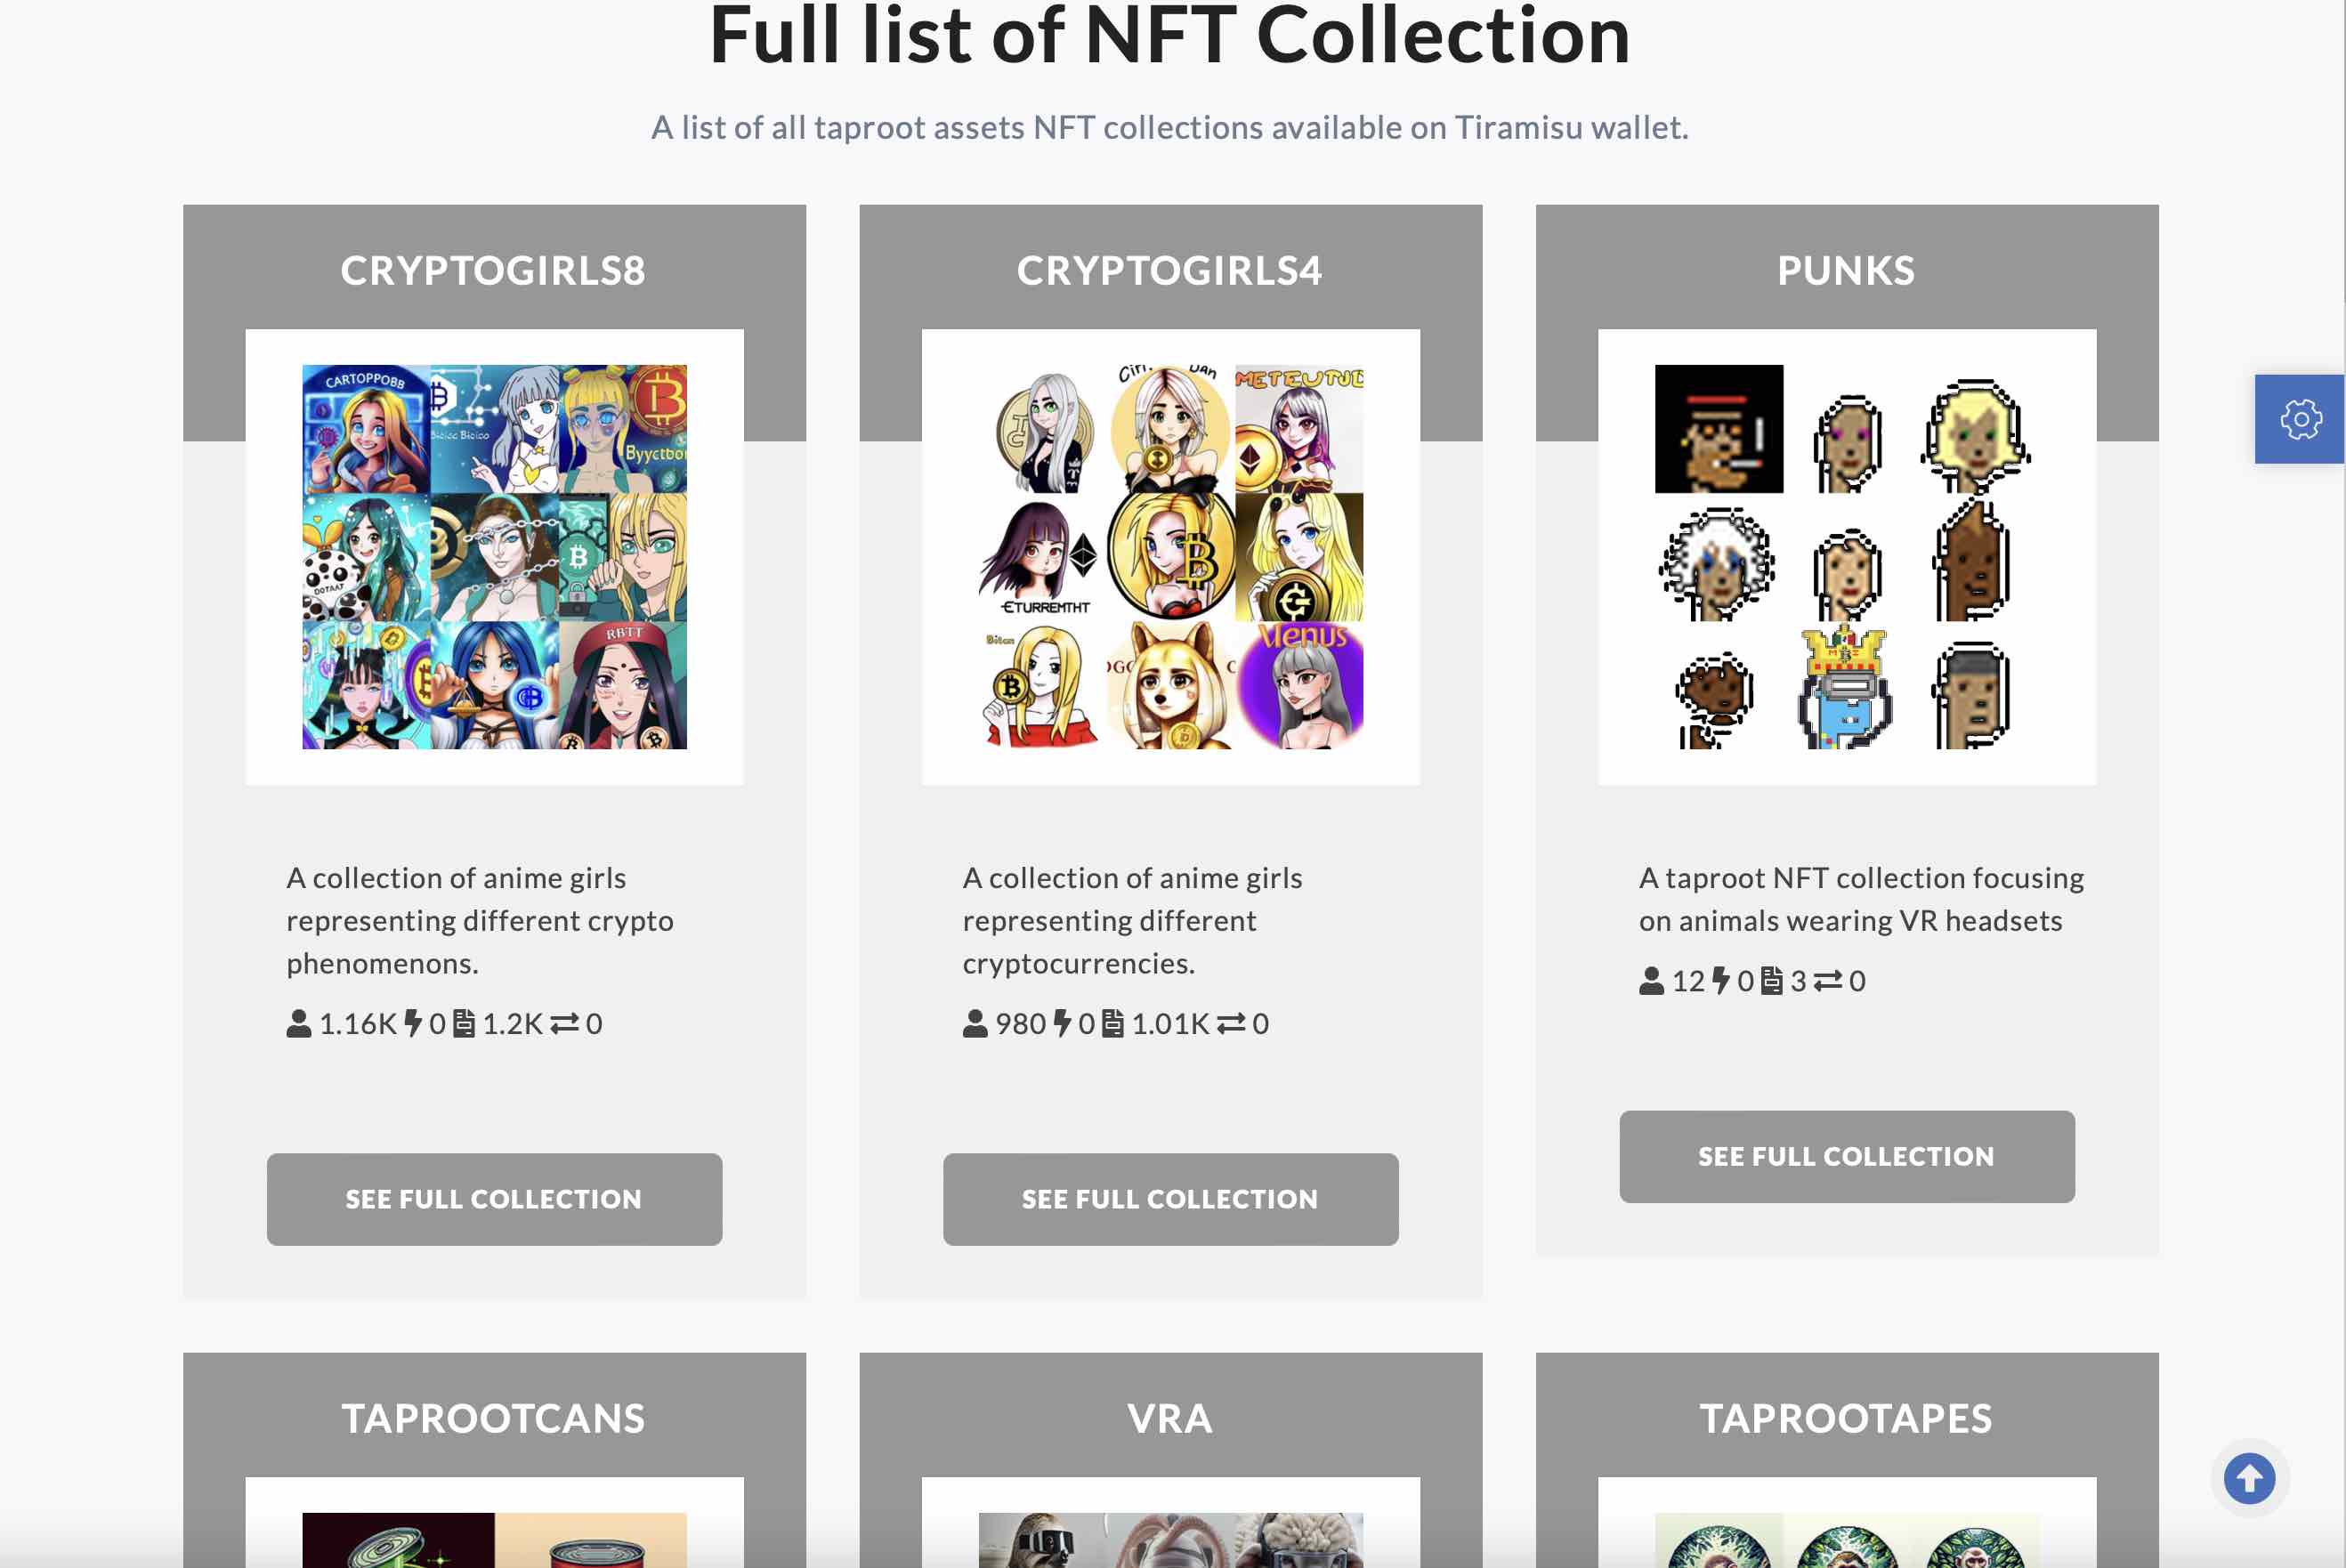 Full list of NFT Collection
A list of all taproot assets NFT collections available on Tiramisu wallet.
CRYPTOGIRLS8
CRYPTOGIRLS4
PUNKS
CARTOPPOBB
Byyctbor
DOTAAT
RBTT
METEUTUD
ETURREMTHT
Bitcn
Venus
A collection of anime girls
representing different crypto
phenomenons.
1.16K 0 1.2K 0
A collection of anime girls
representing different
cryptocurrencies.
980 0 1.01K 0
A taproot NFT collection focusing
on animals wearing VR headsets
12 0 3 0
SEE FULL COLLECTION
SEE FULL COLLECTION
SEE FULL COLLECTION
TAPROOTCANS
VRA
TAPROOTAPES